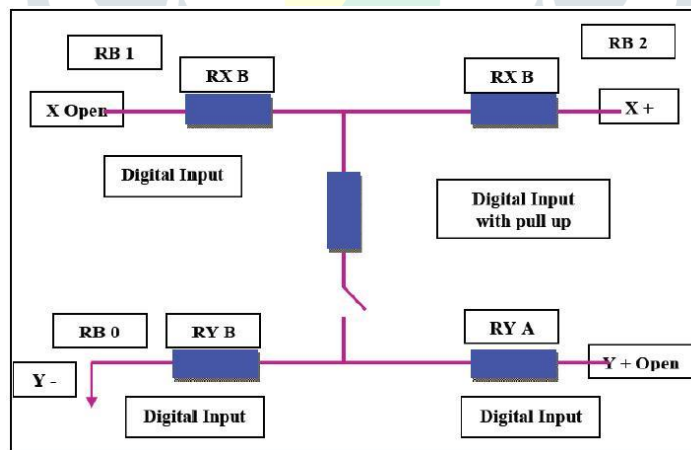 RB 1
RB 2
RX B
RX B
X Open
X +
Digital Input
Digital Input
with pull up
RB 0
RY B
RY A
Y -
Y + Open
Digital Input
Digital Input